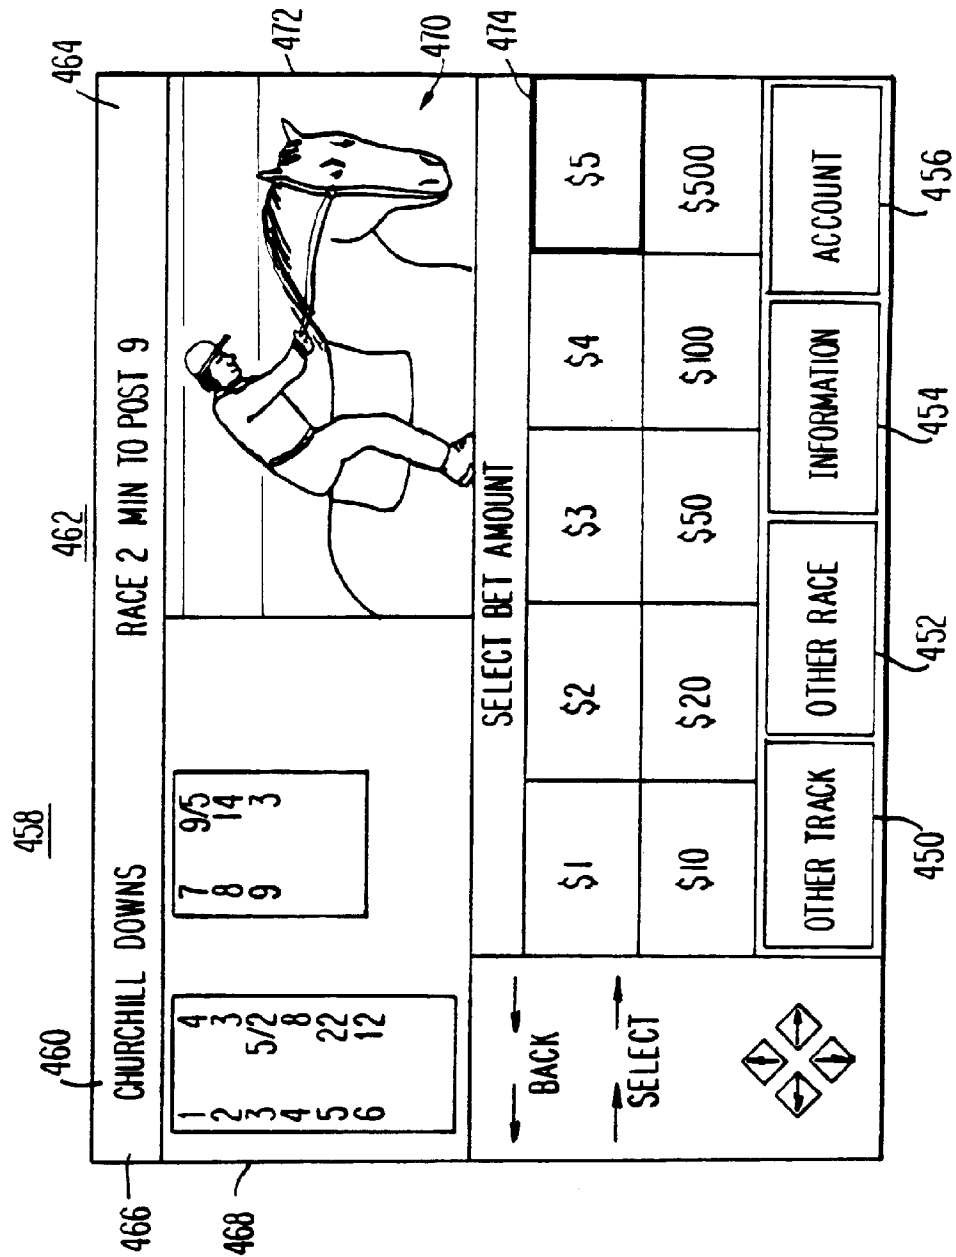 458
462
460
464
466
CHURCHILL DOWNS
RACE 2 MIN TO POST 9
468
1 4
2 3
3 5/2
4 8
5 22
6 12
7 9/5
8 14
9 3
472
470
474
BACK
SELECT
SELECT BET AMOUNT
$1 $2 $3 $4 $5
$10 $20 $50 $100 $500
OTHER TRACK
OTHER RACE
INFORMATION
ACCOUNT
450
452
454
456